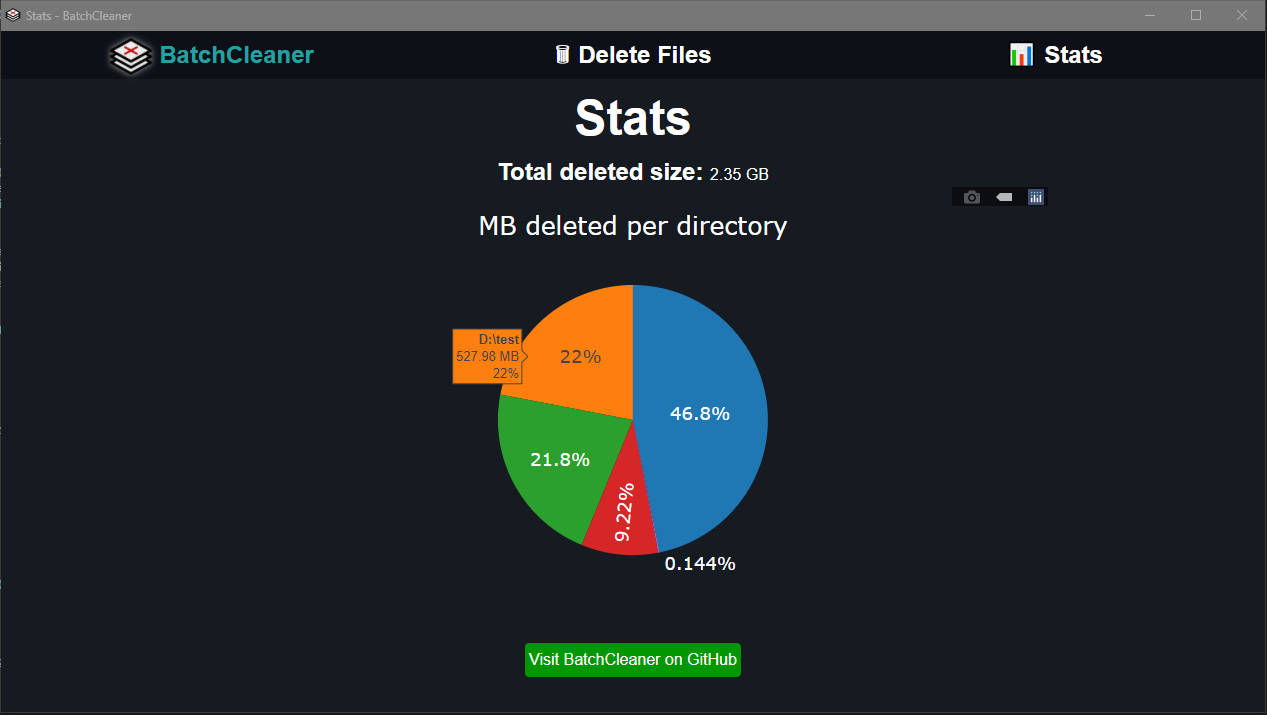 Stats - BatchCleaner
BatchCleaner
Delete Files
Stats
Stats
Total deleted size: 2.35 GB
MB deleted per directory
D:\test
527.98 MB
22%
22%
46.8%
21.8%
9.22%
0.144%
Visit BatchCleaner on GitHub